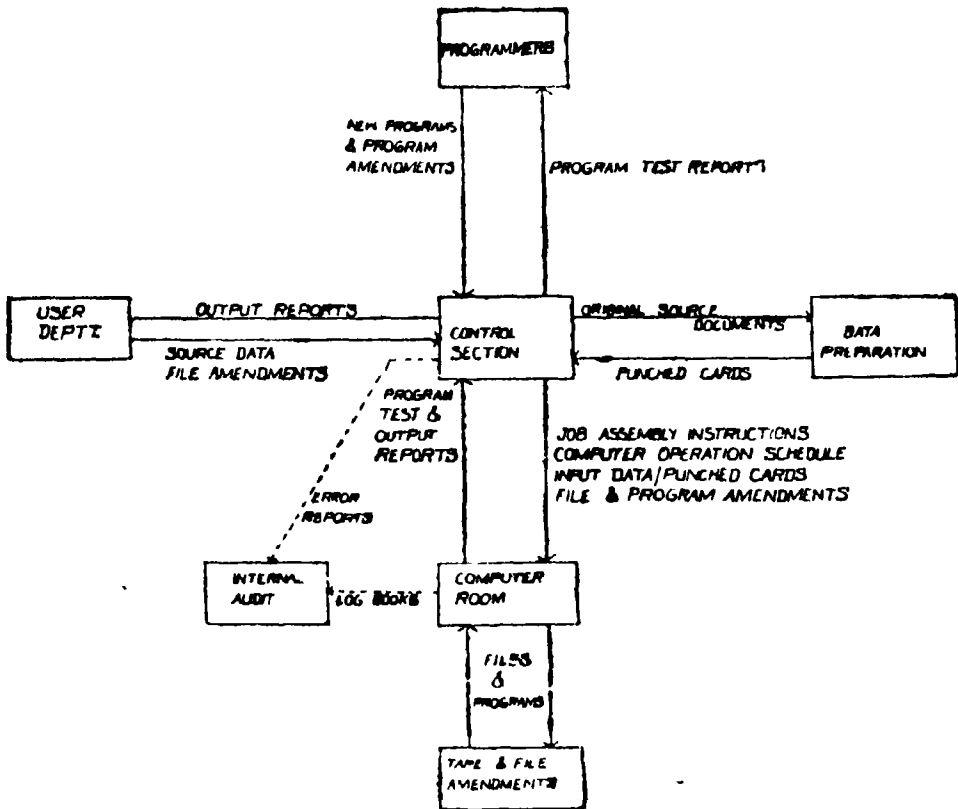 PROGRAMMERS
NEW PROGRAMS
& PROGRAM
AMENDMENTS
PROGRAM TEST REPORTS
USER
DEPTS
OUTPUT REPORTS
SOURCE DATA
FILE AMENDMENTS
CONTROL
SECTION
ORIGINAL SOURCE
DOCUMENTS
PUNCHED CARDS
DATA
PREPARATION
PROGRAM
TEST &
OUTPUT
REPORTS
JOB ASSEMBLY INSTRUCTIONS
COMPUTER OPERATION SCHEDULE
INPUT DATA/PUNCHED CARDS
FILE & PROGRAM AMENDMENTS
ERROR
REPORTS
INTERNAL
AUDIT
LOG BOOKS
COMPUTER
ROOM
FILES
&
PROGRAMS
TAPE & FILE
AMENDMENTS